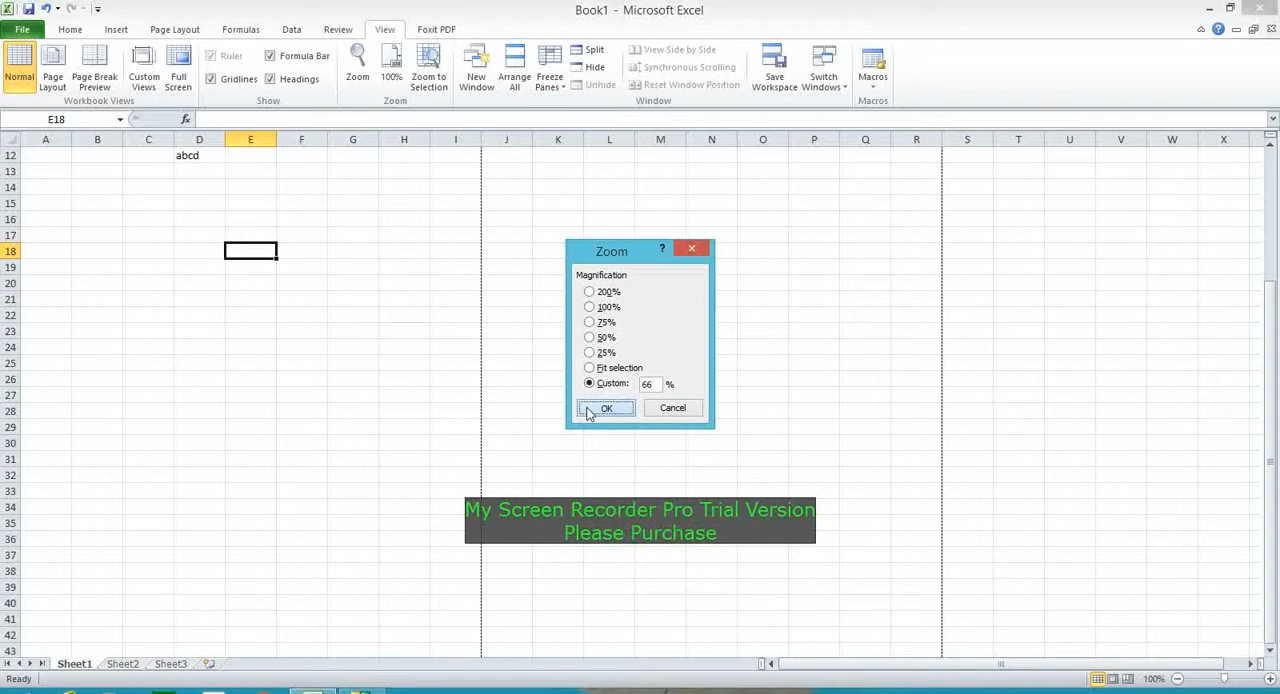 Book1 - Microsoft Excel
File Home Insert Page Layout Formulas Data Review View Foxit PDF
Normal
Page Layout
Page Break Preview
Custom Views
Full Screen
Workbook Views
Ruler
Formula Bar
Gridlines
Headings
Show
Zoom
100%
Zoom to Selection
Zoom
New Window
Arrange All
Freeze Panes
Split
Hide
Unhide
View Side by Side
Synchronous Scrolling
Reset Window Position
Window
Save Workspace
Switch Windows
Macros
Macros
E18
fx
A B C D E F G H I J K L M N O P Q R S T U V W X
12 abcd
13
14
15
16
17
18
19
20
21
22
23
24
25
26
27
28
29
30
31
32
33
34
35
36
37
38
39
40
41
42
43
Zoom ?
Magnification
200%
100%
75%
50%
25%
Fit selection
Custom: 66 %
OK Cancel
My Screen Recorder Pro Trial Version
Please Purchase
Sheet1 Sheet2 Sheet3
Ready
100%